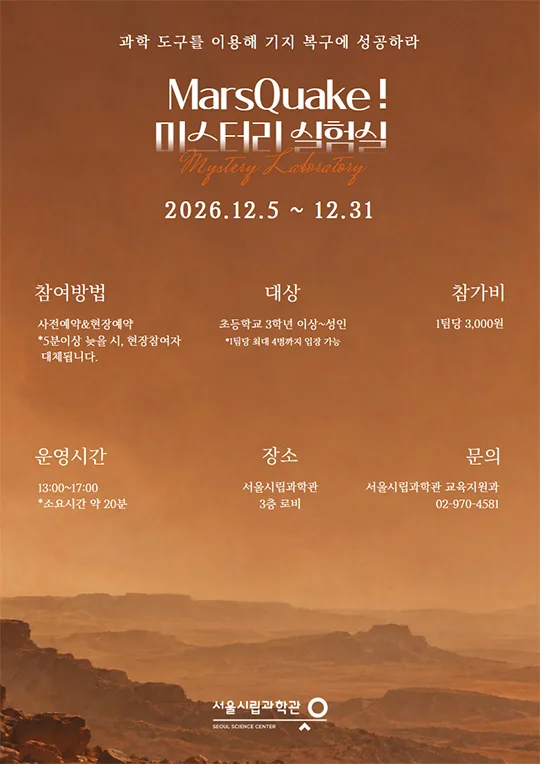 과학 도구를 이용해 기지 복구에 성공하라
MarsQuake!
미스터리 실험실
Mystery Laboratory
2026.12.5 ~ 12.31
참여방법
사전예약&현장예약
*5분이상 늦을 시, 현장참여자
대체됩니다.
대상
초등학교 3학년 이상~성인
*1팀당 최대 4명까지 입장 가능
참가비
1팀당 3,000원
운영시간
13:00~17:00
*소요시간 약 20분
장소
서울시립과학관
3층 로비
문의
서울시립과학관 교육지원과
02-970-4581
서울시립과학관
SEOUL SCIENCE CENTER